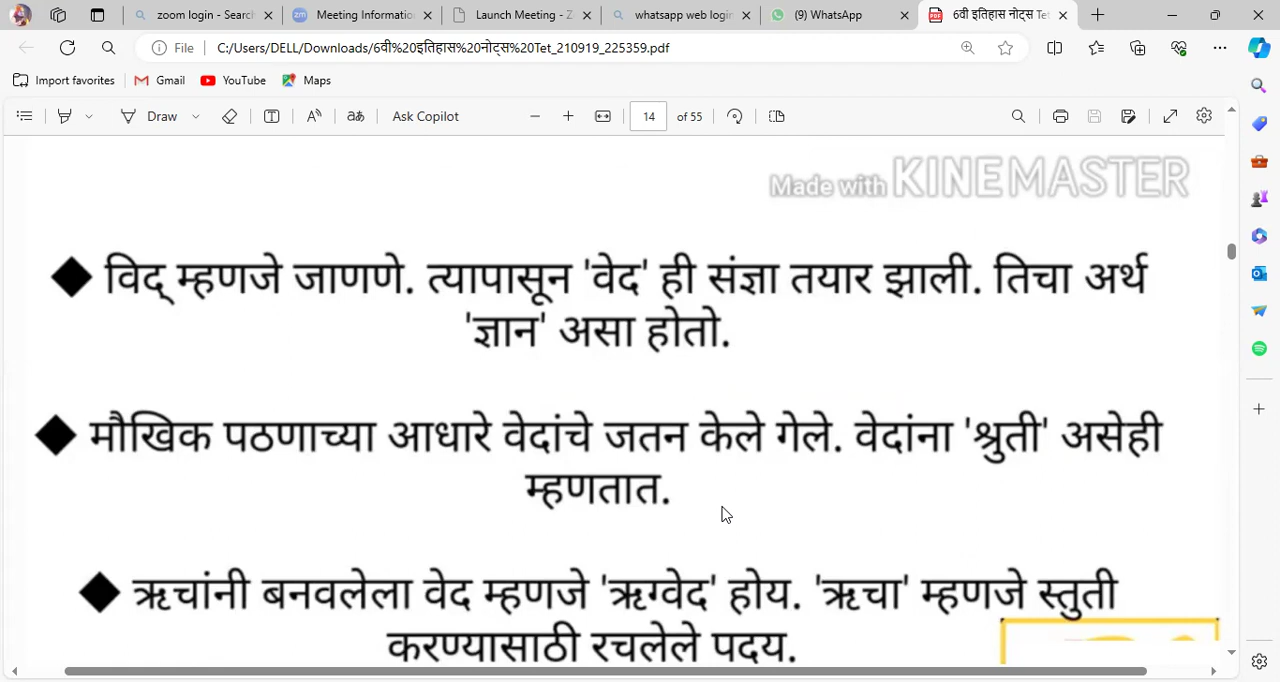 zoom login - Searc
Meeting Informatio
Launch Meeting - Z
whatsapp web login
(9) WhatsApp
6वी इतिहास नोट्स Tet
File
C:/Users/DELL/Downloads/6वी%20इतिहास%20नोट्स%20Tet_210919_225359.pdf
Import favorites
Gmail
YouTube
Maps
Draw
Ask Copilot
14
of 55
Made with KINEMASTER
◆ विद् म्हणजे जाणणे. त्यापासून 'वेद' ही संज्ञा तयार झाली. तिचा अर्थ
'ज्ञान' असा होतो.
◆ मौखिक पठणाच्या आधारे वेदांचे जतन केले गेले. वेदांना 'श्रुती' असेही
म्हणतात.
◆ ऋचांनी बनवलेला वेद म्हणजे 'ऋग्वेद' होय. 'ऋचा' म्हणजे स्तुती
करण्यासाठी रचलेले पदय.